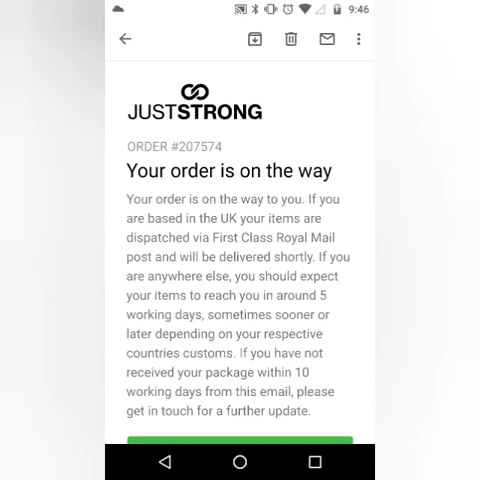 9:46
JUSTSTRONG
ORDER #207574
Your order is on the way
Your order is on the way to you. If you
are based in the UK your items are
dispatched via First Class Royal Mail
post and will be delivered shortly. If you
are anywhere else, you should expect
your items to reach you in around 5
working days, sometimes sooner or
later depending on your respective
countries customs. If you have not
received your package within 10
working days from this email, please
get in touch for a further update.